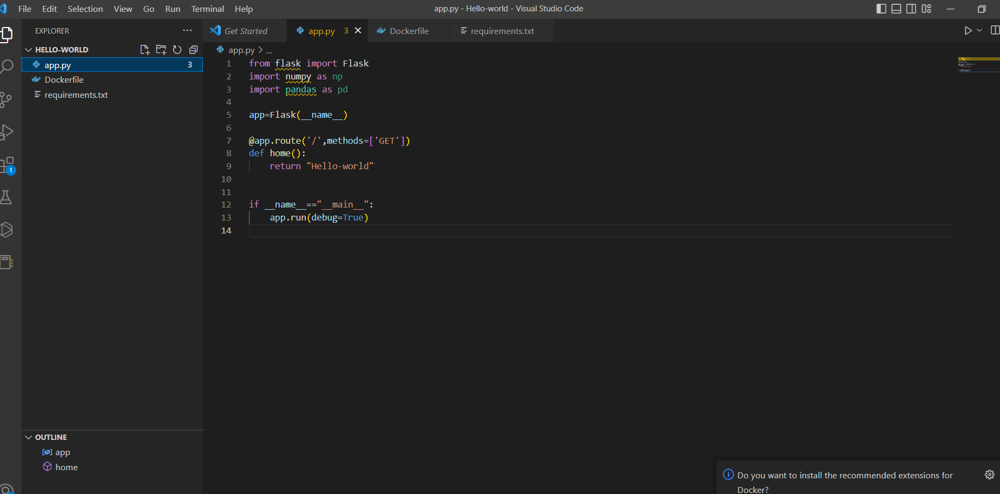 File Edit Selection View Go Run Terminal Help
app.py - Hello-world - Visual Studio Code
EXPLORER
HELLO-WORLD
app.py 3
Dockerfile
requirements.txt
1
OUTLINE
app
home
Get Started
app.py 3
Dockerfile
requirements.txt
app.py > ...
1 from flask import Flask
2 import numpy as np
3 import pandas as pd
4
5 app=Flask(__name__)
6
7 @app.route('/',methods=['GET'])
8 def home():
9     return "Hello-world"
10
11
12 if __name__=="__main__":
13     app.run(debug=True)
14
Do you want to install the recommended extensions for
Docker?